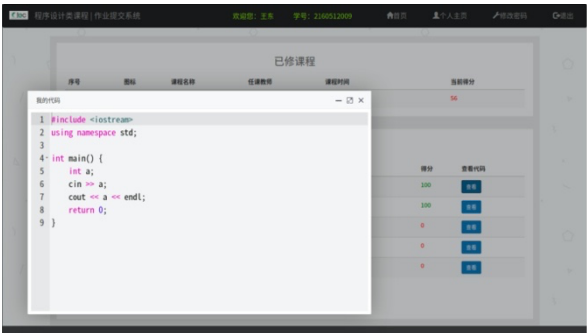 程序设计类课程 | 作业提交系统
欢迎您：王东
学号：2160512009
首页
个人主页
修改密码
退出
已修课程
序号 图标 课程名称 任课教师 课程时间 当前得分
56
我的代码
1 #include <iostream>
2 using namespace std;
3
4 int main() {
5 int a;
6 cin >> a;
7 cout << a << endl;
8 return 0;
9 }
得分 查看代码
100 查看
100 查看
0 查看
0 查看
0 查看